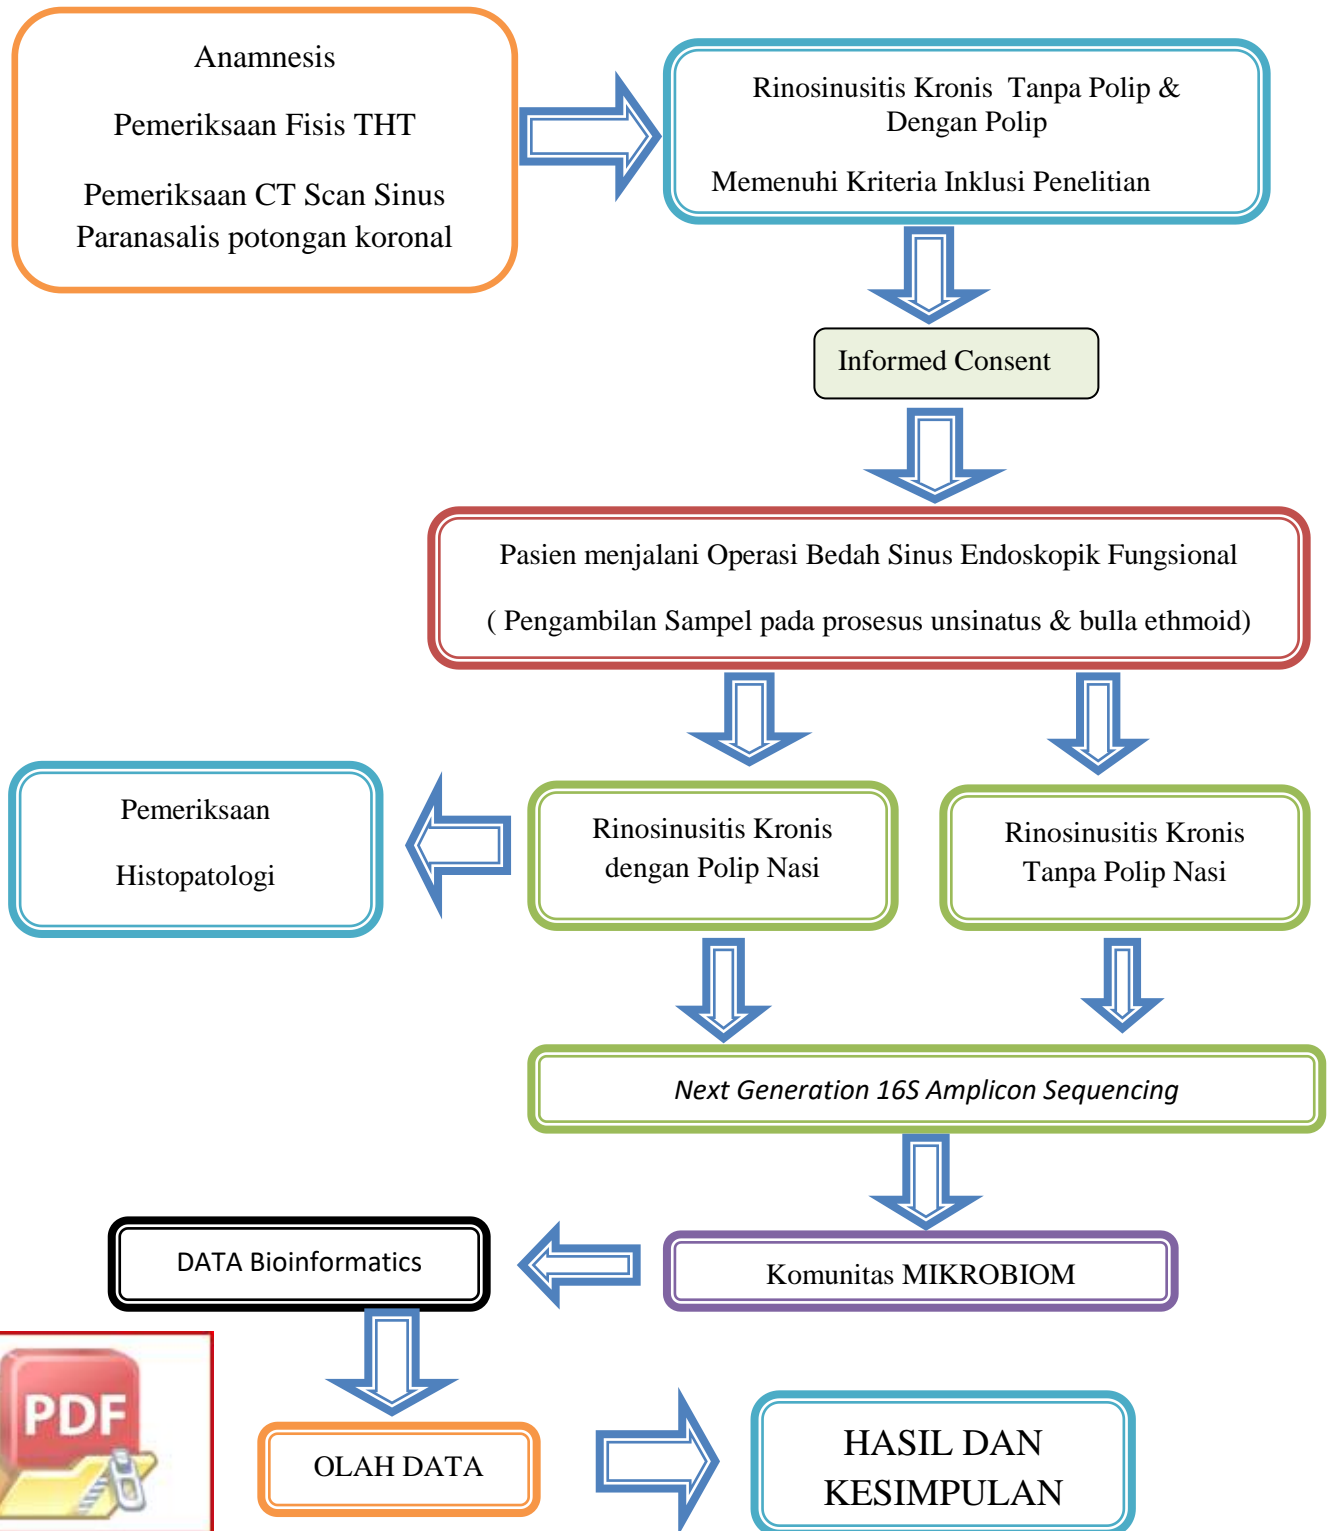 Anamnesis
Pemeriksaan Fisis THT
Pemeriksaan CT Scan Sinus
Paranasalis potongan koronal
Rinosinusitis Kronis Tanpa Polip &
Dengan Polip
Memenuhi Kriteria Inklusi Penelitian
Informed Consent
Pasien menjalani Operasi Bedah Sinus Endoskopik Fungsional
( Pengambilan Sampel pada prosesus unsinatus & bulla ethmoid)
Pemeriksaan
Histopatologi
Rinosinusitis Kronis
dengan Polip Nasi
Rinosinusitis Kronis
Tanpa Polip Nasi
Next Generation 16S Amplicon Sequencing
Komunitas MIKROBIOM
DATA Bioinformatics
PDF
OLAH DATA
HASIL DAN
KESIMPULAN